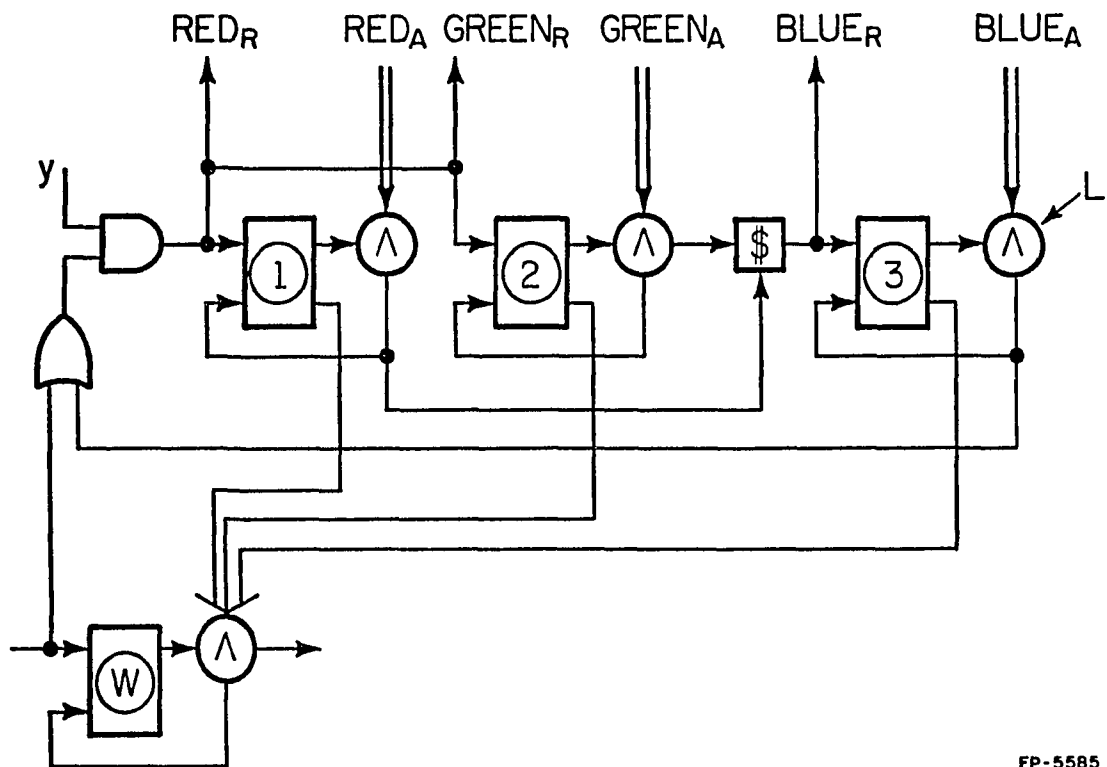 RED_R RED_A GREEN_R GREEN_A BLUE_R BLUE_A
y
L
1 ∧ 2 ∧ $ 3 ∧
W ∧
FP-5585